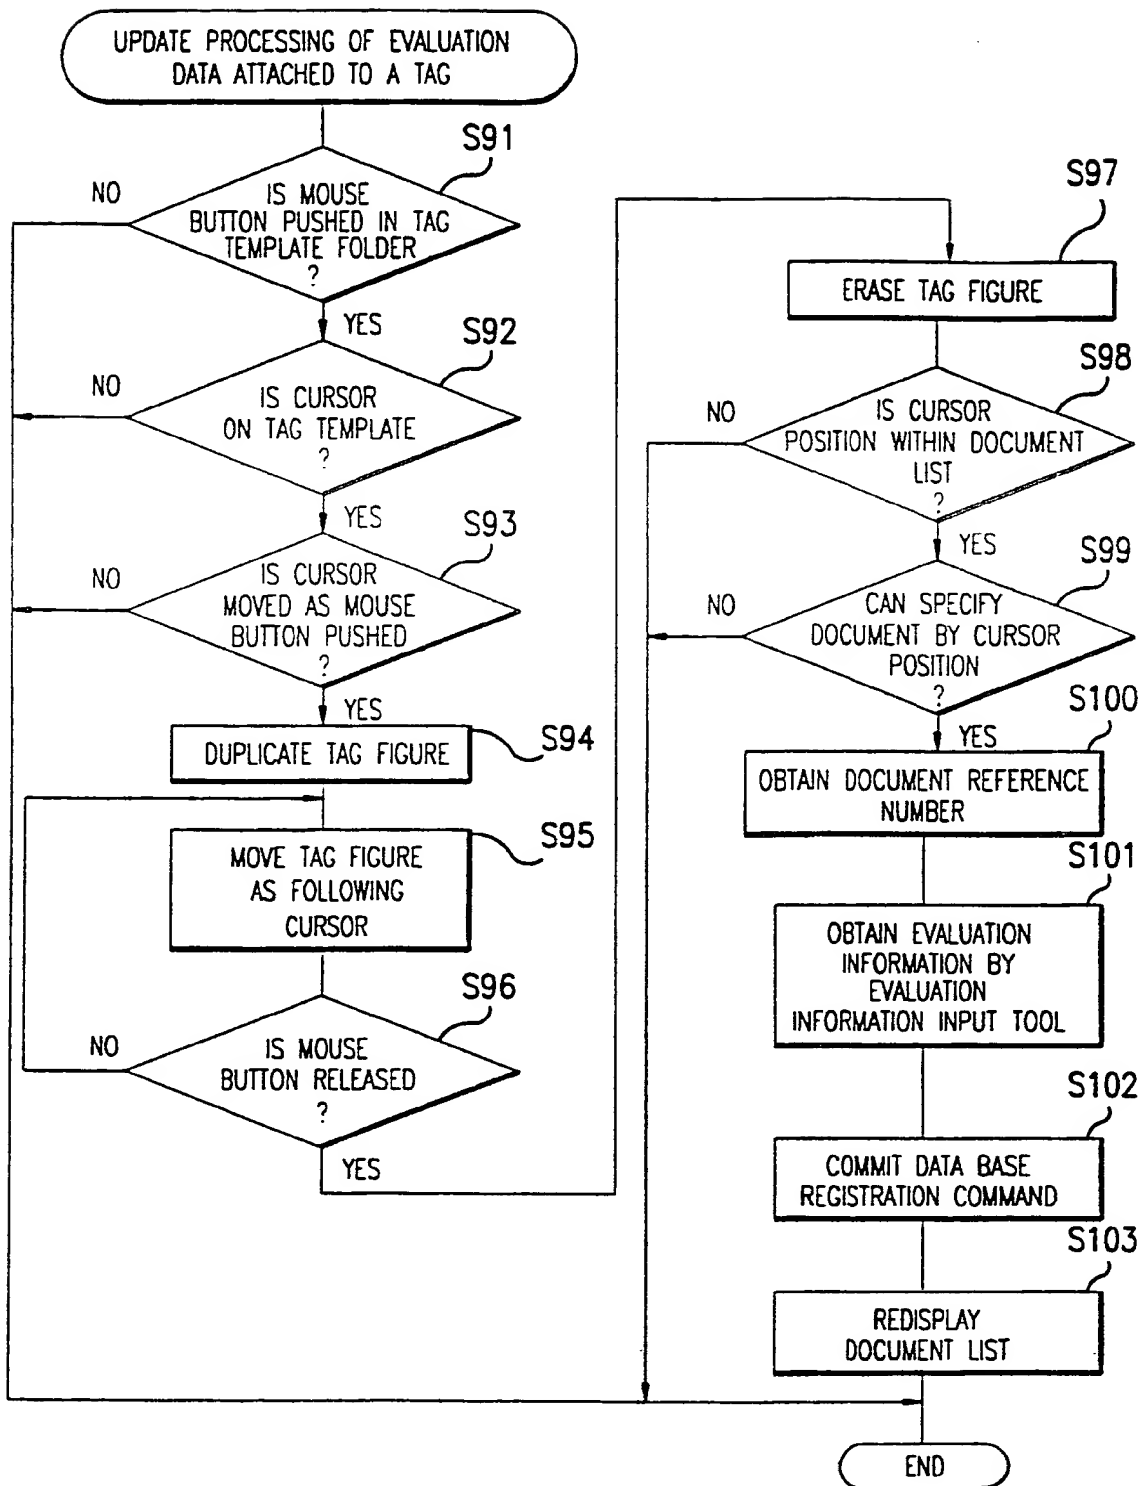 UPDATE PROCESSING OF EVALUATION
DATA ATTACHED TO A TAG
S91
NO
IS MOUSE
BUTTON PUSHED IN TAG
TEMPLATE FOLDER
?
YES
S92
NO
IS CURSOR
ON TAG TEMPLATE
?
YES
S93
NO
IS CURSOR
MOVED AS MOUSE
BUTTON PUSHED
?
YES
DUPLICATE TAG FIGURE
S94
S95
MOVE TAG FIGURE
AS FOLLOWING
CURSOR
S96
NO
IS MOUSE
BUTTON RELEASED
?
YES
S97
ERASE TAG FIGURE
S98
NO
IS CURSOR
POSITION WITHIN DOCUMENT
LIST
?
YES
S99
NO
CAN SPECIFY
DOCUMENT BY CURSOR
POSITION
?
YES
S100
OBTAIN DOCUMENT REFERENCE
NUMBER
S101
OBTAIN EVALUATION
INFORMATION BY
EVALUATION
INFORMATION INPUT TOOL
S102
COMMIT DATA BASE
REGISTRATION COMMAND
S103
REDISPLAY
DOCUMENT LIST
END